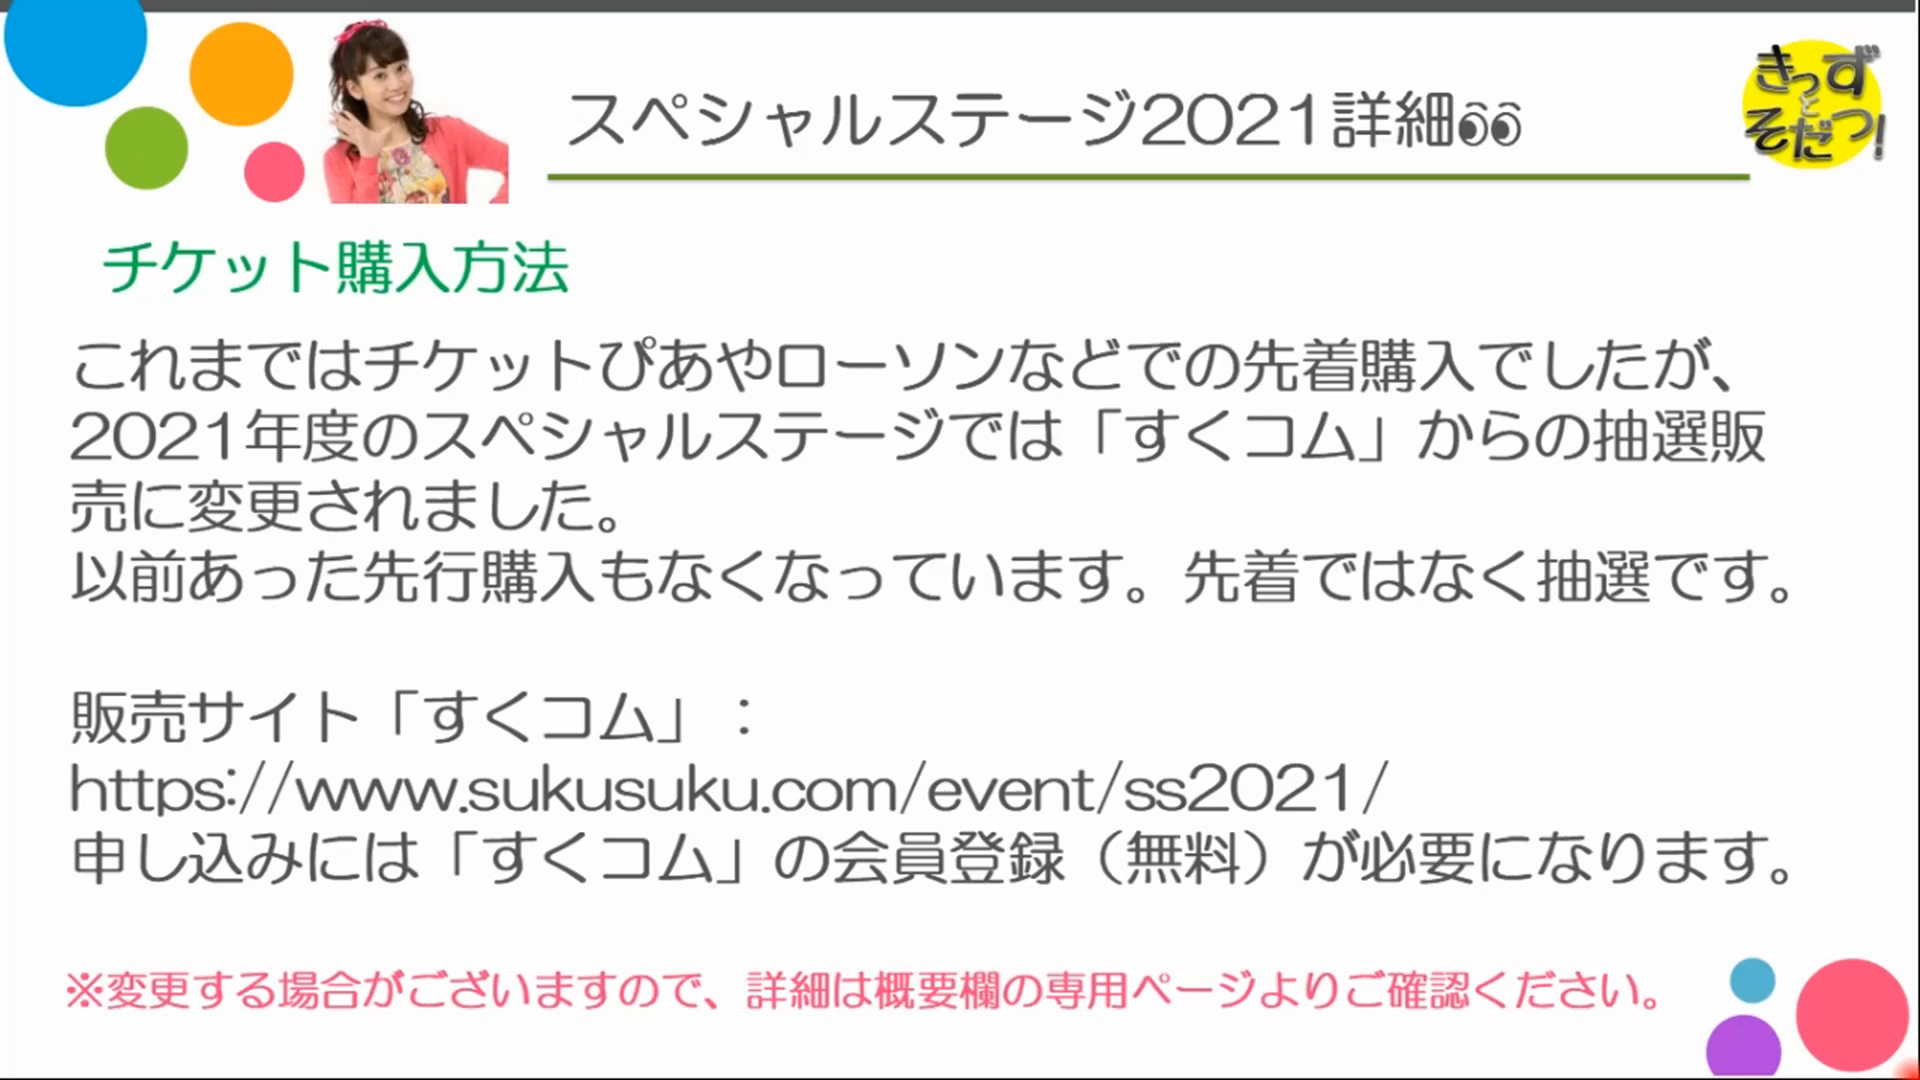 スペシャルステージ2021詳細👀
きっずとそだつ!
チケット購入方法
これまではチケットぴあやローソンなどでの先着購入でしたが、
2021年度のスペシャルステージでは「すくコム」からの抽選販
売に変更されました。
以前あった先行購入もなくなっています。先着ではなく抽選です。
販売サイト「すくコム」：
https://www.sukusuku.com/event/ss2021/
申し込みには「すくコム」の会員登録（無料）が必要になります。
※変更する場合がございますので、詳細は概要欄の専用ページよりご確認ください。